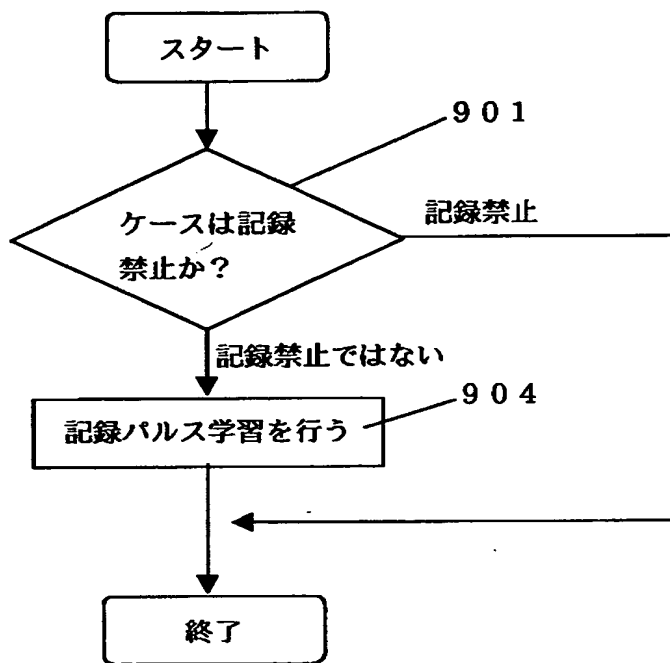 スタート
901
ケースは記録
禁止か？
記録禁止
記録禁止ではない
904
記録パルス学習を行う
終了